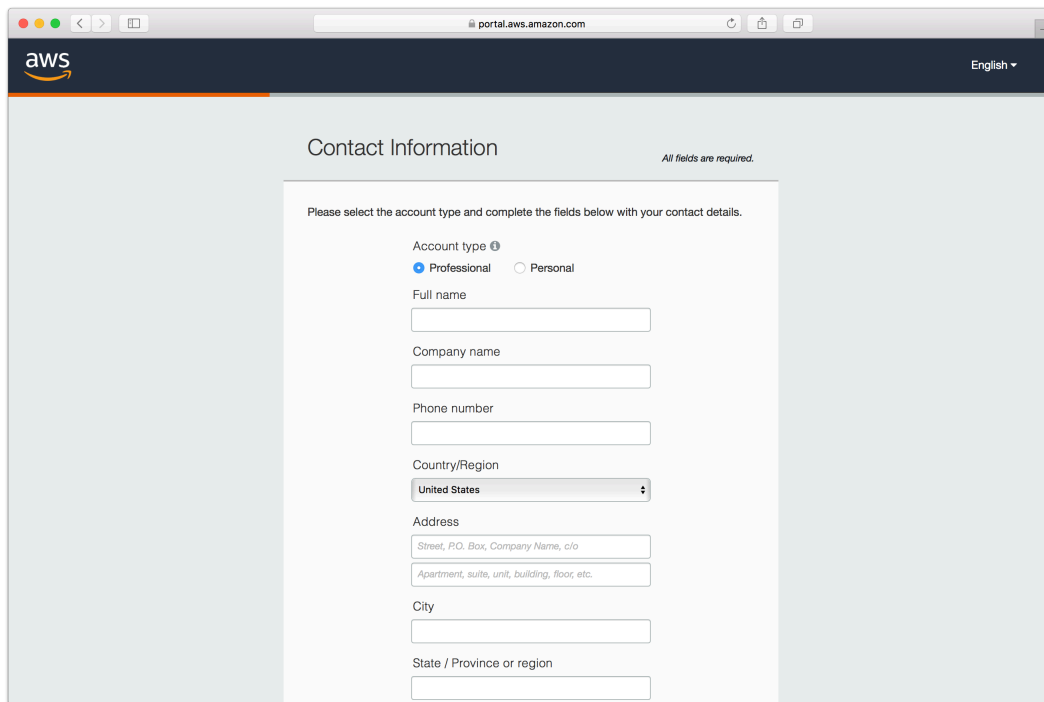 portal.aws.amazon.com
aws
English
Contact Information
All fields are required.
Please select the account type and complete the fields below with your contact details.
Account type
Professional Personal
Full name
Company name
Phone number
Country/Region
United States
Address
Street, P.O. Box, Company Name, c/o
Apartment, suite, unit, building, floor, etc.
City
State / Province or region